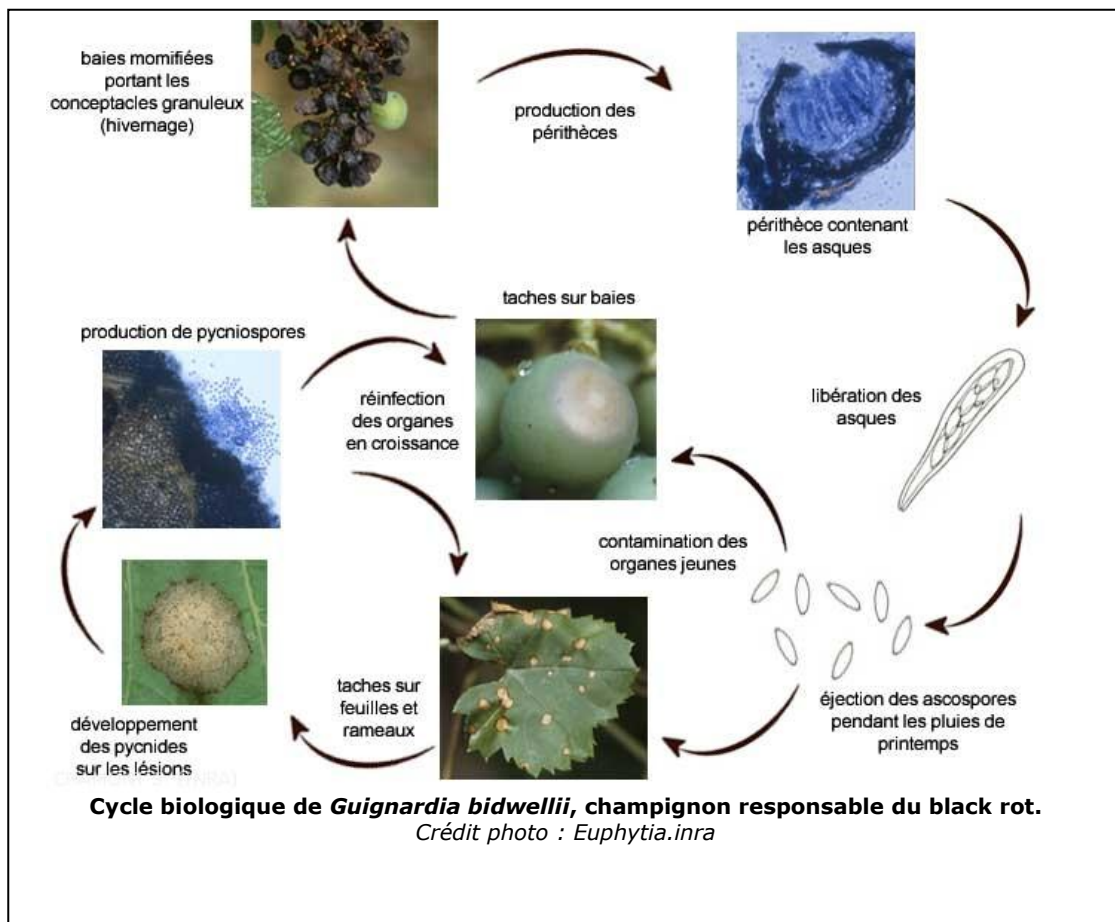 baies momifiées
portant les
conceptacles granuleux
(hivernage)
production des
périthèces
périthèce contenant
les asques
taches sur baies
production de pycniospores
réinfection
des organes
en croissance
libération des
asques
contamination des
organes jeunes
taches sur
feuilles et
rameaux
éjection des ascospores
pendant les pluies de
printemps
développement
des pycnides
sur les lésions
Cycle biologique de Guignardia bidwellii, champignon responsable du black rot.
Crédit photo : Euphytia.inra